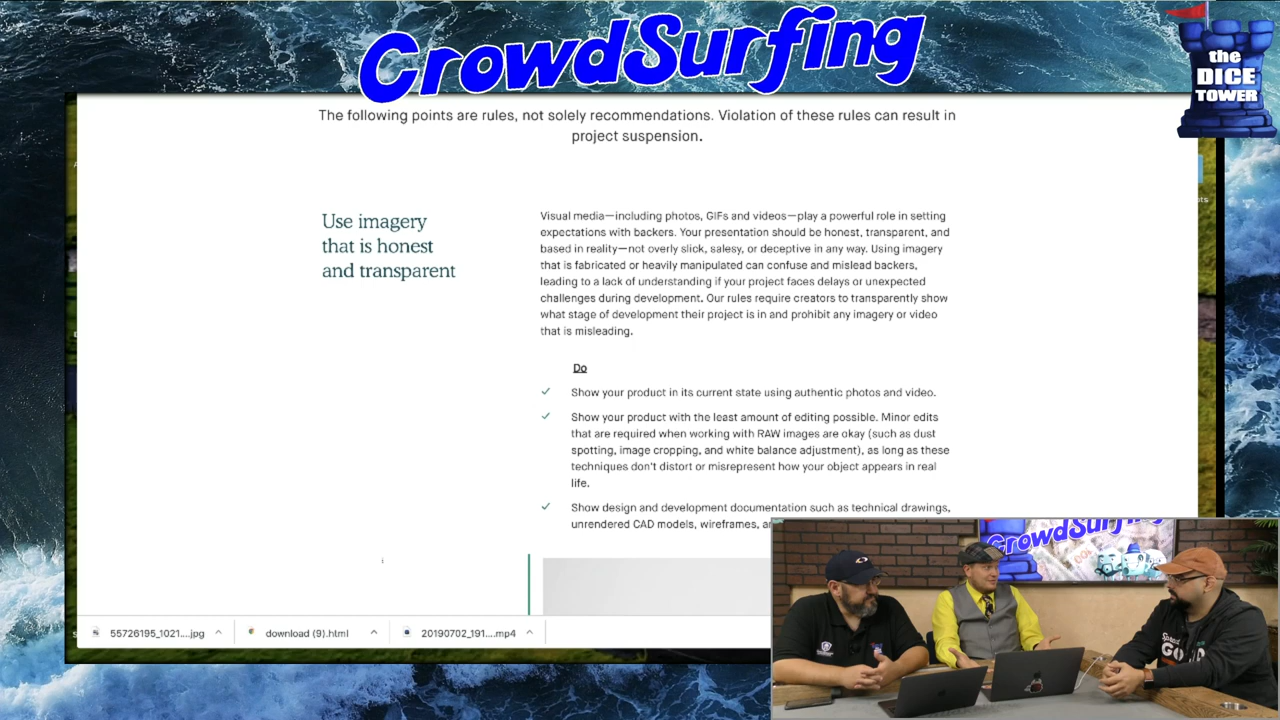 CrowdSurfing
the
DICE
TOWER
The following points are rules, not solely recommendations. Violation of these rules can result in
project suspension.
Use imagery
that is honest
and transparent
Visual media—including photos, GIFs and videos—play a powerful role in setting
expectations with backers. Your presentation should be honest, transparent, and
based in reality—not overly slick, salesy, or deceptive in any way. Using imagery
that is fabricated or heavily manipulated can confuse and mislead backers,
leading to a lack of understanding if your project faces delays or unexpected
challenges during development. Our rules require creators to transparently show
what stage of development their project is in and prohibit any imagery or video
that is misleading.
Do
Show your product in its current state using authentic photos and video.
Show your product with the least amount of editing possible. Minor edits
that are required when working with RAW images are okay (such as dust
spotting, image cropping, and white balance adjustment), as long as these
techniques don't distort or misrepresent how your object appears in real
life.
Show design and development documentation such as technical drawings,
unrendered CAD models, wireframes,
CrowdSurfing
55726195_1021....jpg
download (9).html
20190702_191....mp4